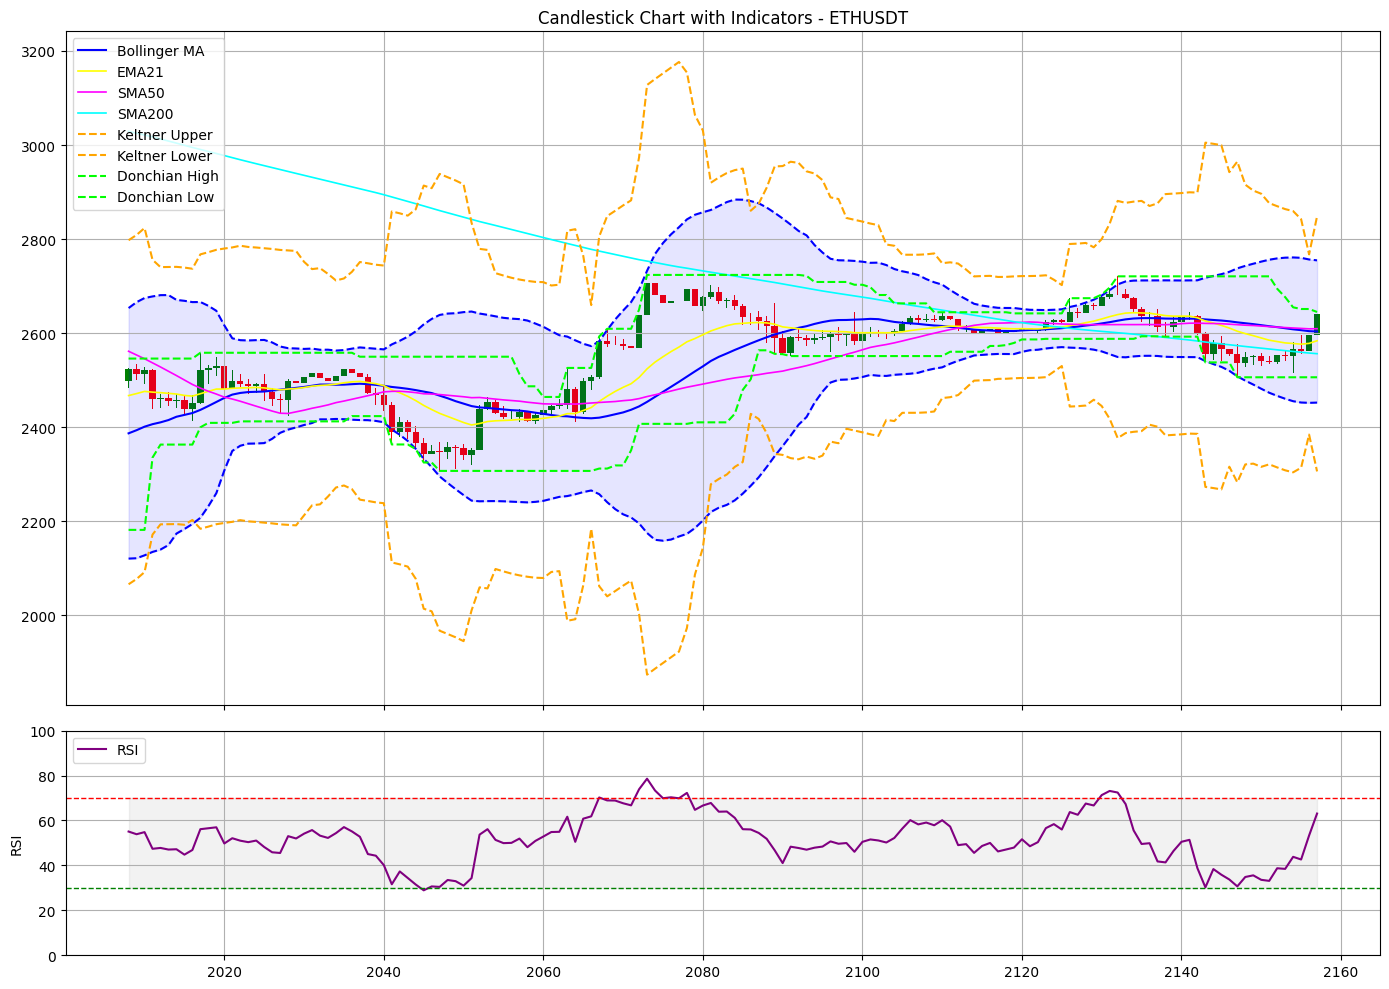 Candlestick Chart with Indicators - ETHUSDT
Bollinger MA
EMA21
SMA50
SMA200
Keltner Upper
Keltner Lower
Donchian High
Donchian Low
3200
3000
2800
2600
2400
2200
2000
RSI
RSI
100
80
60
40
20
0
2020 2040 2060 2080 2100 2120 2140 2160